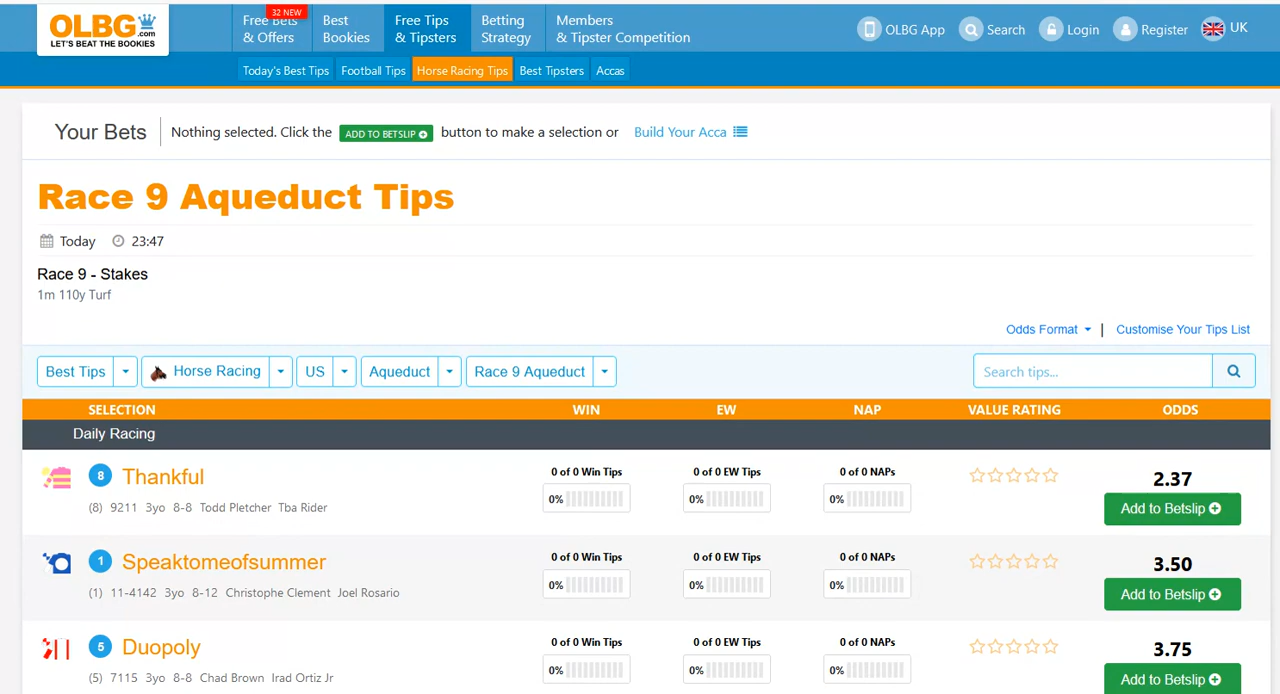 OLBG.com
LET'S BEAT THE BOOKIES
32 NEW
Free Bets
& Offers
Best
Bookies
Free Tips
& Tipsters
Betting
Strategy
Members
& Tipster Competition
OLBG App
Search
Login
Register
UK
Today's Best Tips
Football Tips
Horse Racing Tips
Best Tipsters
Accas
Your Bets
Nothing selected. Click the ADD TO BETSLIP button to make a selection or Build Your Acca
Race 9 Aqueduct Tips
Today 23:47
Race 9 - Stakes
1m 110y Turf
Odds Format | Customise Your Tips List
Best Tips
Horse Racing
US
Aqueduct
Race 9 Aqueduct
Search tips...
SELECTION WIN EW NAP VALUE RATING ODDS
Daily Racing
8 Thankful
(8) 9211 3yo 8-8 Todd Pletcher Tba Rider
0 of 0 Win Tips
0%
0 of 0 EW Tips
0%
0 of 0 NAPs
0%
2.37
Add to Betslip
1 Speaktomeofsummer
(1) 11-4142 3yo 8-12 Christophe Clement Joel Rosario
0 of 0 Win Tips
0%
0 of 0 EW Tips
0%
0 of 0 NAPs
0%
3.50
Add to Betslip
5 Duopoly
(5) 7115 3yo 8-8 Chad Brown Irad Ortiz Jr
0 of 0 Win Tips
0%
0 of 0 EW Tips
0%
0 of 0 NAPs
0%
3.75
Add to Betslip